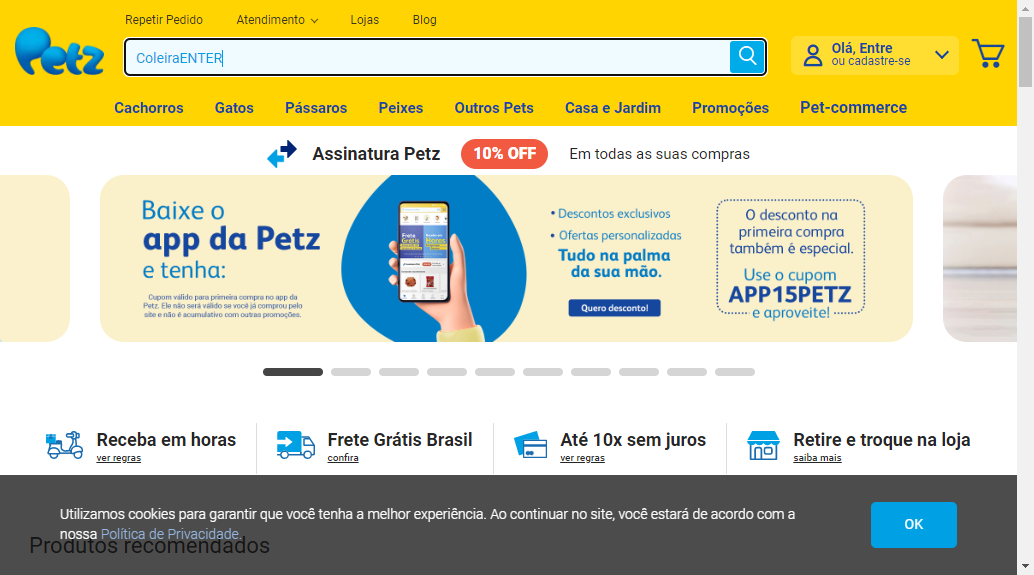 Repetir Pedido
Atendimento
Lojas
Blog
Petz
ColeiraENTER
Olá, Entre
ou cadastre-se
Cachorros
Gatos
Pássaros
Peixes
Outros Pets
Casa e Jardim
Promoções
Pet-commerce
Assinatura Petz
10% OFF
Em todas as suas compras
Baixe o
app da Petz
e tenha:
Cupom válido para primeira compra no app da
Petz. Ele não será válido se você já comprou pelo
site e não é acumulativo com outras promoções.
Frete
Grátis
• Descontos exclusivos
• Ofertas personalizadas
Tudo na palma
da sua mão.
Quero desconto!
O desconto na
primeira compra
também é especial.
Use o cupom
APP15PETZ
e aproveite!
Receba em horas
ver regras
Frete Grátis Brasil
confira
Até 10x sem juros
ver regras
Retire e troque na loja
saiba mais
Utilizamos cookies para garantir que você tenha a melhor experiência. Ao continuar no site, você estará de acordo com a
nossa Política de Privacidade.
OK
Produtos recomendados